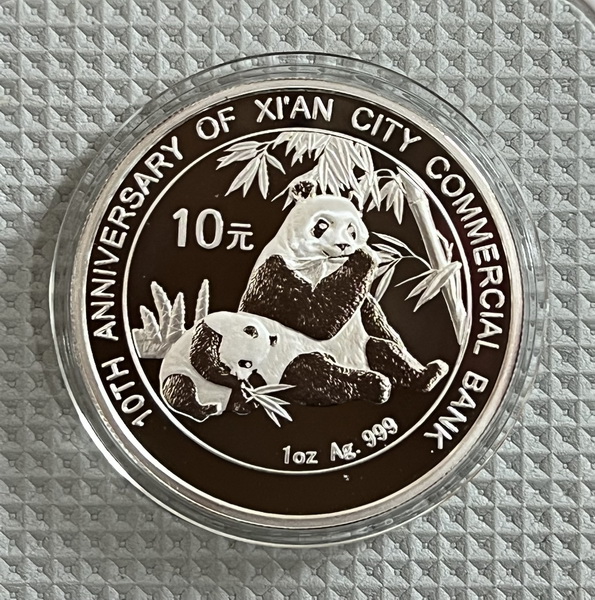 10TH ANNIVERSARY OF XI'AN CITY COMMERCIAL BANK
10元
1oz Ag. 999